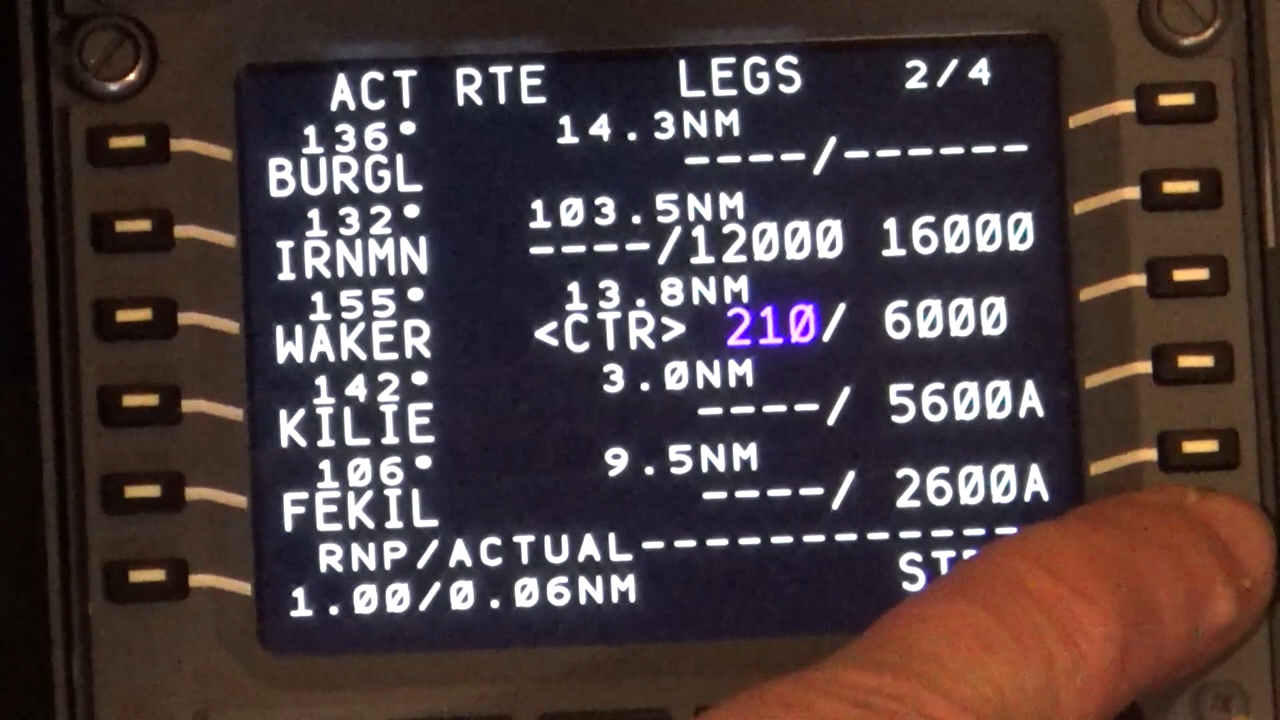 ACT RTE LEGS 2/4
136° 14.3NM
BURGL ----/------
132° 103.5NM
IRNMN ----/12000 16000
155° 13.8NM
WAKER <CTR> 210/ 6000
142° 3.0NM
KILIE ----/ 5600A
106° 9.5NM
FEKIL ----/ 2600A
RNP/ACTUAL------------
1.00/0.06NM